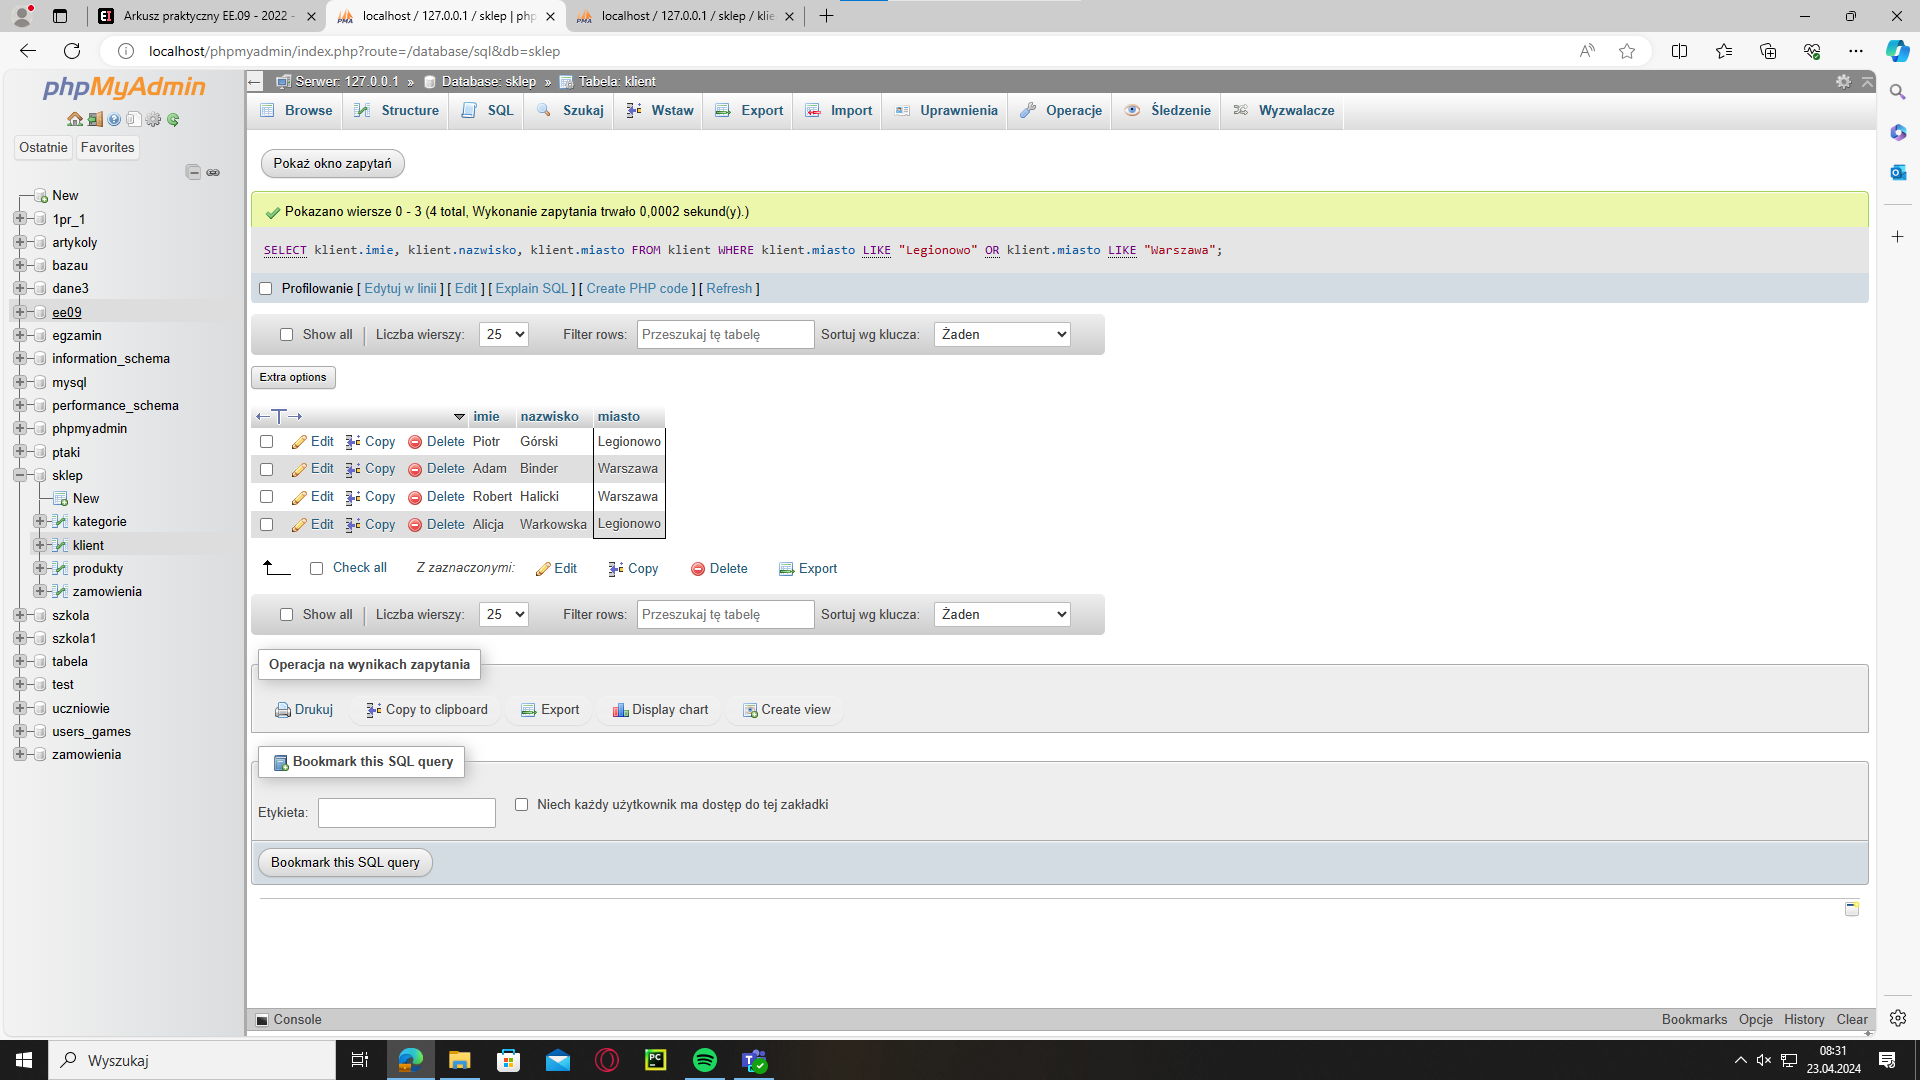 Arkusz praktyczny EE.09 - 2022 -
localhost / 127.0.0.1 / sklep | php
localhost / 127.0.0.1 / sklep / klie
localhost/phpmyadmin/index.php?route=/database/sql&db=sklep
phpMyAdmin
Ostatnie
Favorites
New
1pr_1
artykoly
bazau
dane3
ee09
egzamin
information_schema
mysql
performance_schema
phpmyadmin
ptaki
sklep
New
kategorie
klient
produkty
zamowienia
szkola
szkola1
tabela
test
uczniowie
users_games
zamowienia
Serwer: 127.0.0.1 » Database: sklep » Tabela: klient
Browse Structure SQL Szukaj Wstaw Export Import Uprawnienia Operacje Śledzenie Wyzwalacze
Pokaż okno zapytań
Pokazano wiersze 0 - 3 (4 total, Wykonanie zapytania trwało 0,0002 sekund(y).)
SELECT klient.imie, klient.nazwisko, klient.miasto FROM klient WHERE klient.miasto LIKE "Legionowo" OR klient.miasto LIKE "Warszawa";
Profilowanie [ Edytuj w linii ] [ Edit ] [ Explain SQL ] [ Create PHP code ] [ Refresh ]
Show all Liczba wierszy: 25 Filter rows: Przeszukaj tę tabelę Sortuj wg klucza: Żaden
Extra options
imie nazwisko miasto
Edit Copy Delete Piotr Górski Legionowo
Edit Copy Delete Adam Binder Warszawa
Edit Copy Delete Robert Halicki Warszawa
Edit Copy Delete Alicja Warkowska Legionowo
Check all Z zaznaczonymi: Edit Copy Delete Export
Show all Liczba wierszy: 25 Filter rows: Przeszukaj tę tabelę Sortuj wg klucza: Żaden
Operacja na wynikach zapytania
Drukuj Copy to clipboard Export Display chart Create view
Bookmark this SQL query
Etykieta: Niech każdy użytkownik ma dostęp do tej zakładki
Bookmark this SQL query
Console
Bookmarks Opcje History Clear
Wyszukaj
08:31
23.04.2024